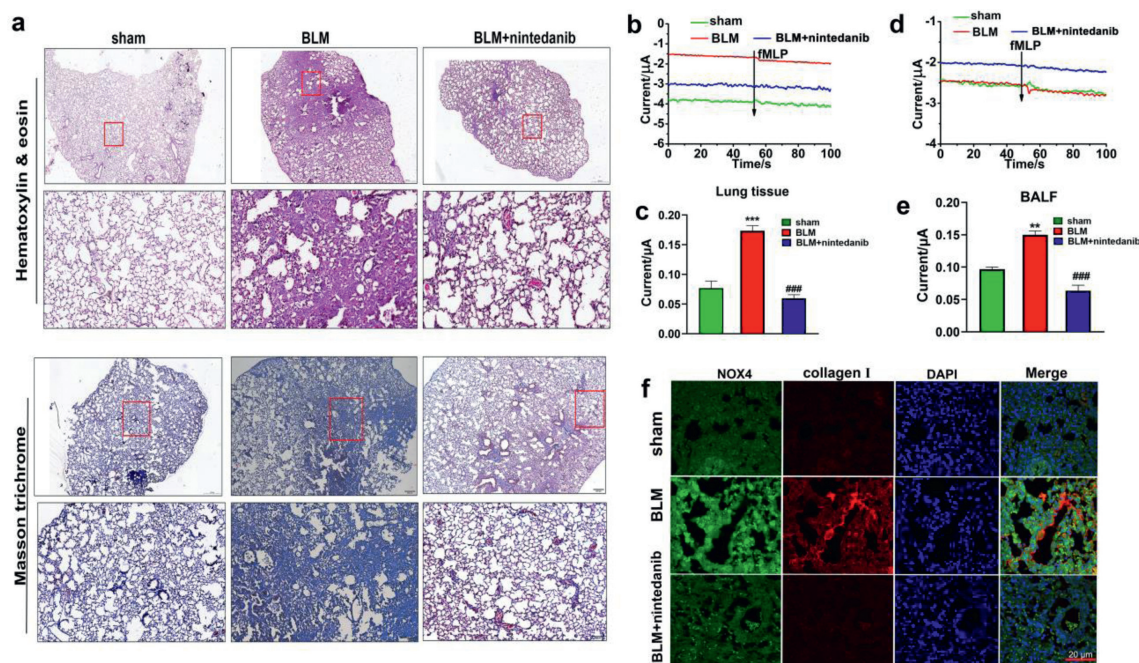 a
sham
BLM
BLM+nintedanib
Hematoxylin & eosin
Masson trichrome
b
sham
BLM
BLM+nintedanib
fMLP
Current/μA
-1
-2
-3
-4
-5
-6
0
20
40
60
80
100
Time/s
d
sham
BLM
BLM+nintedanib
fMLP
Current/μA
-1
-2
-3
-4
0
20
40
60
80
100
Time/s
c
Lung tissue
Current/μA
0.20
0.15
0.10
0.05
0.00
***
###
sham
BLM
BLM+nintedanib
e
BALF
Current/μA
0.20
0.15
0.10
0.05
0.00
**
###
sham
BLM
BLM+nintedanib
f
NOX4
collagen I
DAPI
Merge
sham
BLM
BLM+nintedanib
20 μm